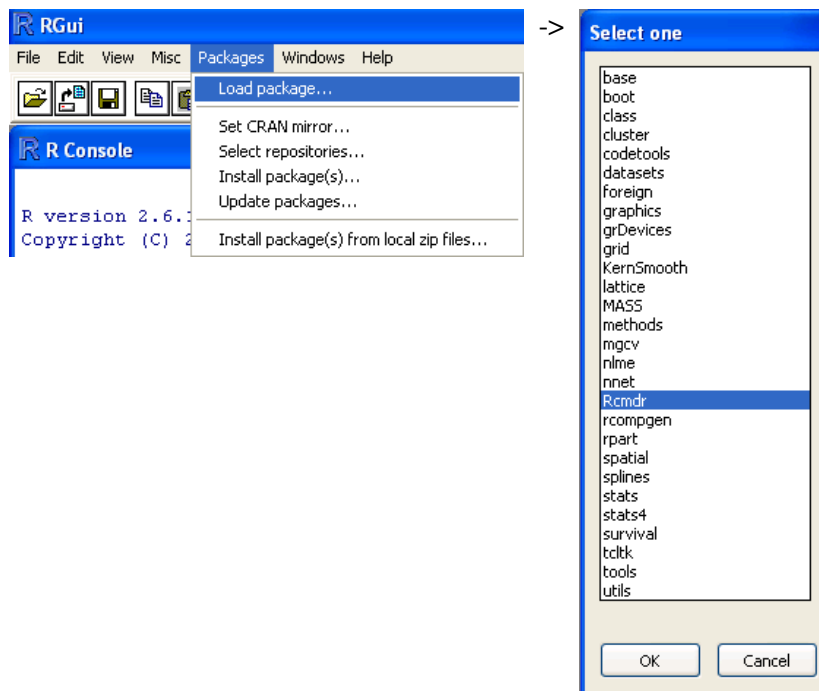 RGui
File Edit View Misc Packages Windows Help
Load package...
Set CRAN mirror...
Select repositories...
Install package(s)...
Update packages...
Install package(s) from local zip files...
R Console
R version 2.6.1
Copyright (C) 2
->
Select one
base
boot
class
cluster
codetools
datasets
foreign
graphics
grDevices
grid
KernSmooth
lattice
MASS
methods
mgcv
nlme
nnet
Rcmdr
rcompgen
rpart
spatial
splines
stats
stats4
survival
tcltk
tools
utils
OK Cancel